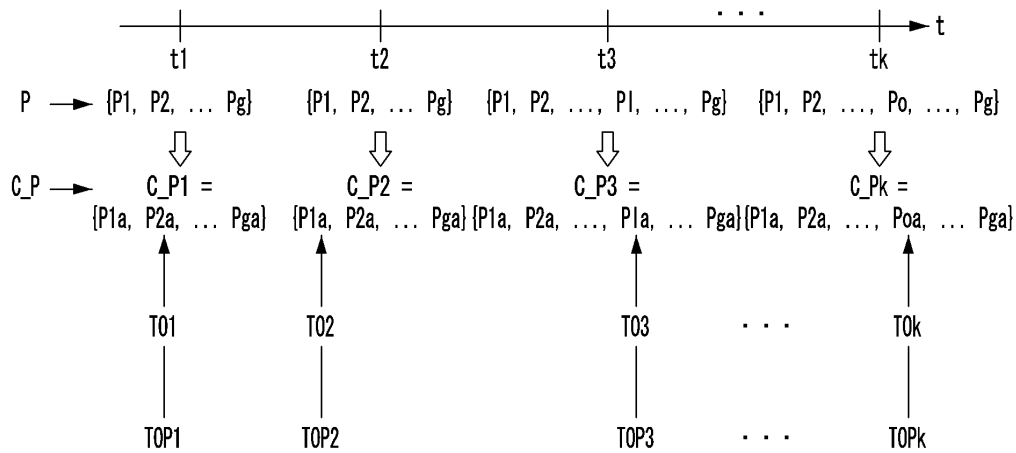 . . .
t
t1 t2 t3 tk
P {P1, P2, ... Pg} {P1, P2, ... Pg} {P1, P2, ..., Pl, ..., Pg} {P1, P2, ..., Po, ..., Pg}
C_P C_P1 = C_P2 = C_P3 = C_Pk =
{P1a, P2a, ... Pga} {P1a, P2a, ... Pga} {P1a, P2a, ..., Pla, ... Pga} {P1a, P2a, ..., Poa, ... Pga}
TO1 TO2 TO3 . . . TOk
TOP1 TOP2 TOP3 . . . TOPk